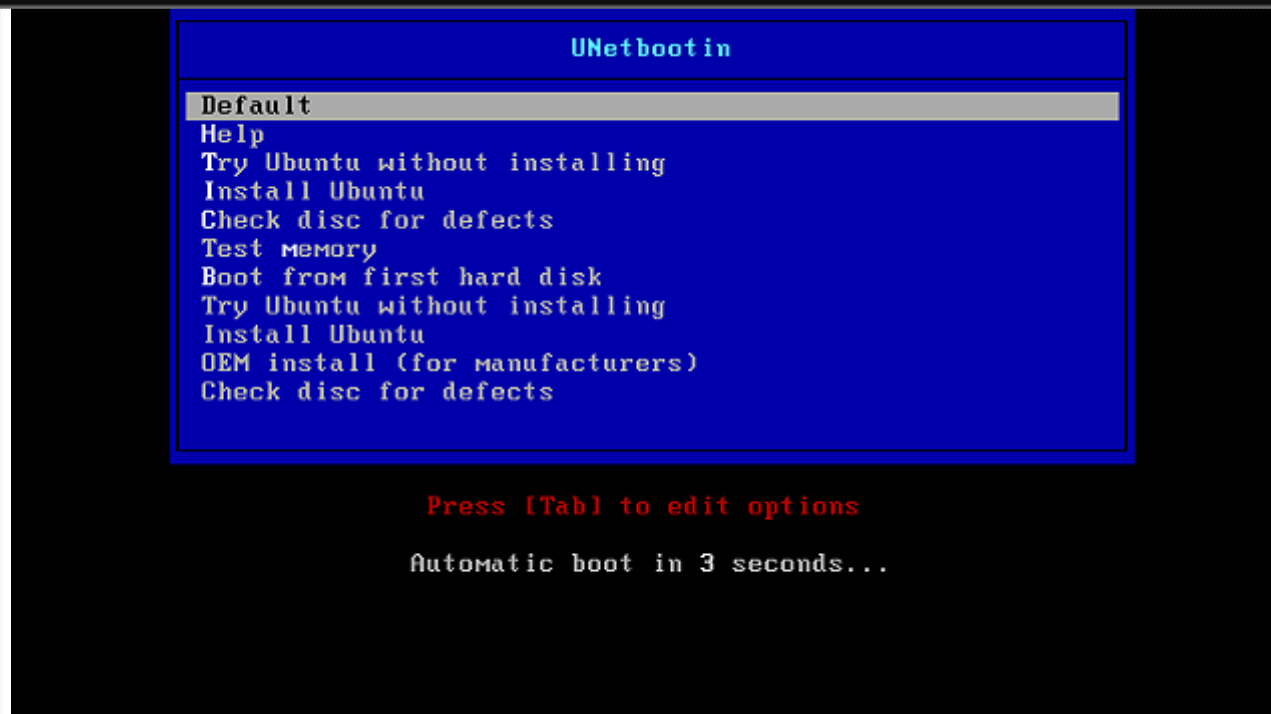 UNetbootin
Default
Help
Try Ubuntu without installing
Install Ubuntu
Check disc for defects
Test memory
Boot from first hard disk
Try Ubuntu without installing
Install Ubuntu
OEM install (for manufacturers)
Check disc for defects
Press [Tab] to edit options
Automatic boot in 3 seconds...